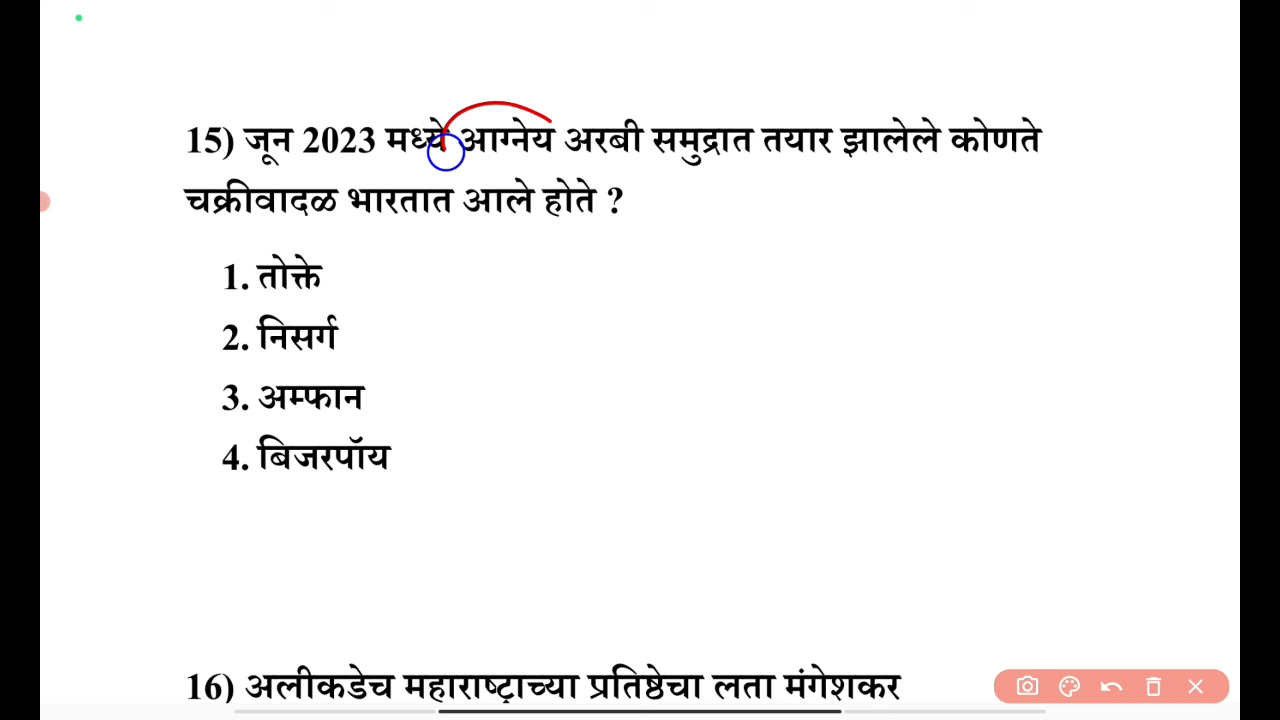 15) जून 2023 मध्ये आग्नेय अरबी समुद्रात तयार झालेले कोणते
चक्रीवादळ भारतात आले होते ?
1. तोक्ते
2. निसर्ग
3. अम्फान
4. बिजरपॉय
16) अलीकडेच महाराष्ट्राच्या प्रतिष्ठेचा लता मंगेशकर